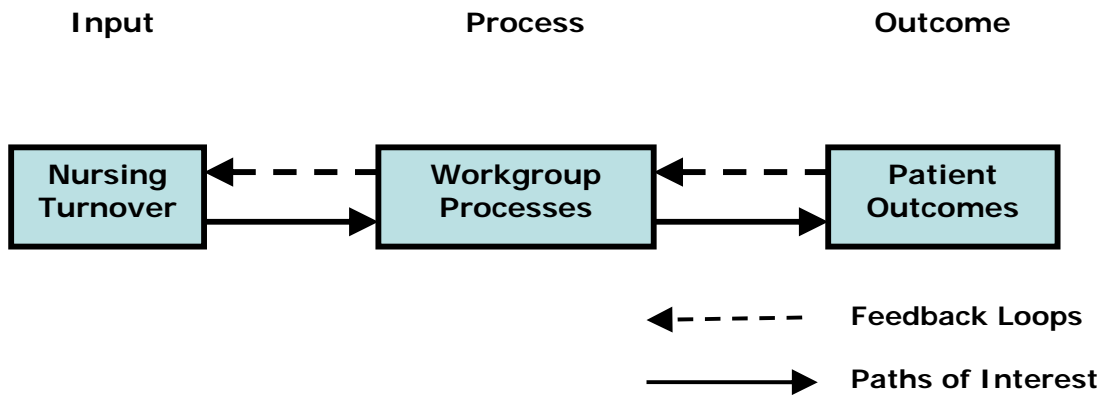 Input
Process
Outcome
Nursing
Turnover
Workgroup
Processes
Patient
Outcomes
Feedback Loops
Paths of Interest